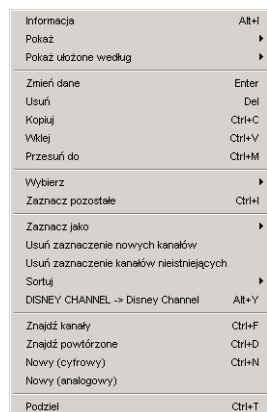 Informacja Alt+I
Pokaż
Pokaż ułożone według
Zmień dane Enter
Usuń Del
Kopiuj Ctrl+C
Wklej Ctrl+V
Przesuń do Ctrl+M
Wybierz
Zaznacz pozostałe Ctrl+I
Zaznacz jako
Usuń zaznaczenie nowych kanałów
Usuń zaznaczenie kanałów nieistniejących
Sortuj
DISNEY CHANNEL -> Disney Channel Alt+Y
Znajdź kanały Ctrl+F
Znajdź powtórzone Ctrl+D
Nowy (cyfrowy) Ctrl+N
Nowy (analogowy)
Podziel Ctrl+T